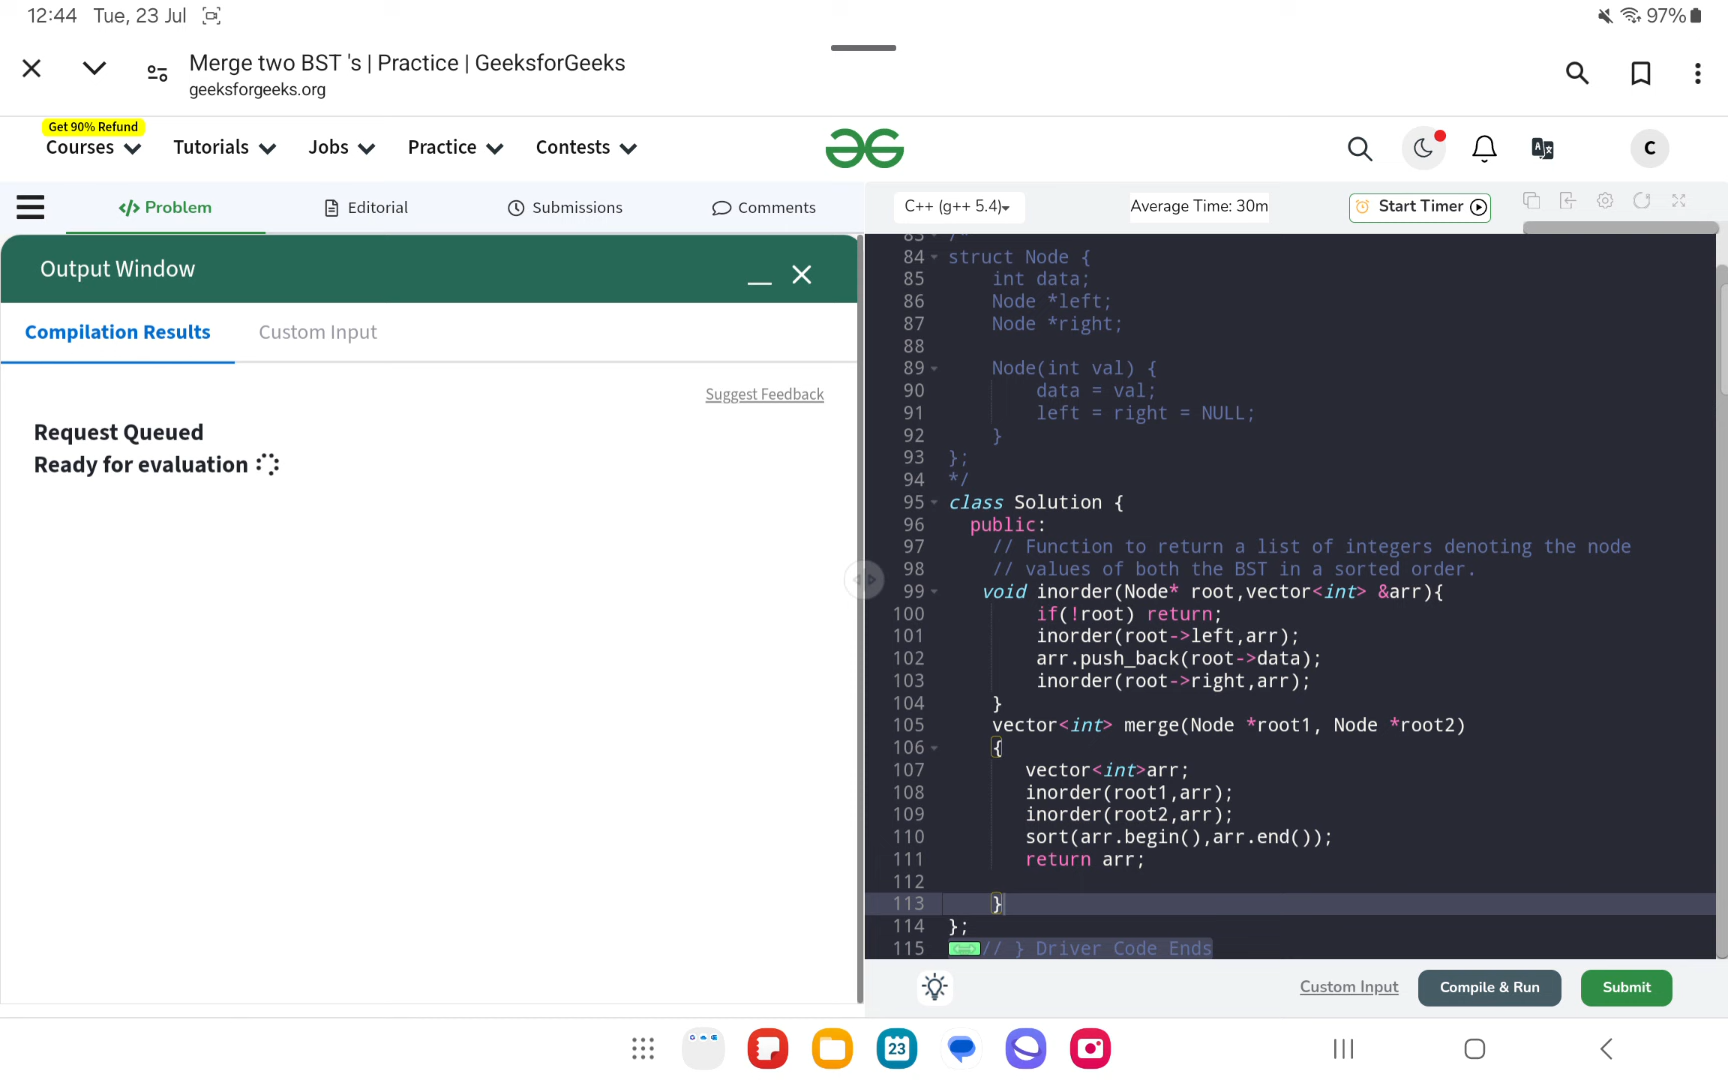 12:44 Tue, 23 Jul
97%
Merge two BST 's | Practice | GeeksforGeeks
geeksforgeeks.org
Get 90% Refund
Courses Tutorials Jobs Practice Contests
C
Problem Editorial Submissions Comments
C++ (g++ 5.4) Average Time: 30m Start Timer
Output Window
Compilation Results Custom Input
Suggest Feedback
Request Queued
Ready for evaluation
83 /*
84 struct Node {
85 int data;
86 Node *left;
87 Node *right;
88
89 Node(int val) {
90 data = val;
91 left = right = NULL;
92 }
93 };
94 */
95 class Solution {
96 public:
97 // Function to return a list of integers denoting the node
98 // values of both the BST in a sorted order.
99 void inorder(Node* root,vector<int> &arr){
100 if(!root) return;
101 inorder(root->left,arr);
102 arr.push_back(root->data);
103 inorder(root->right,arr);
104 }
105 vector<int> merge(Node *root1, Node *root2)
106 {
107 vector<int>arr;
108 inorder(root1,arr);
109 inorder(root2,arr);
110 sort(arr.begin(),arr.end());
111 return arr;
112
113 }
114 };
115 // } Driver Code Ends
Custom Input Compile & Run Submit
23